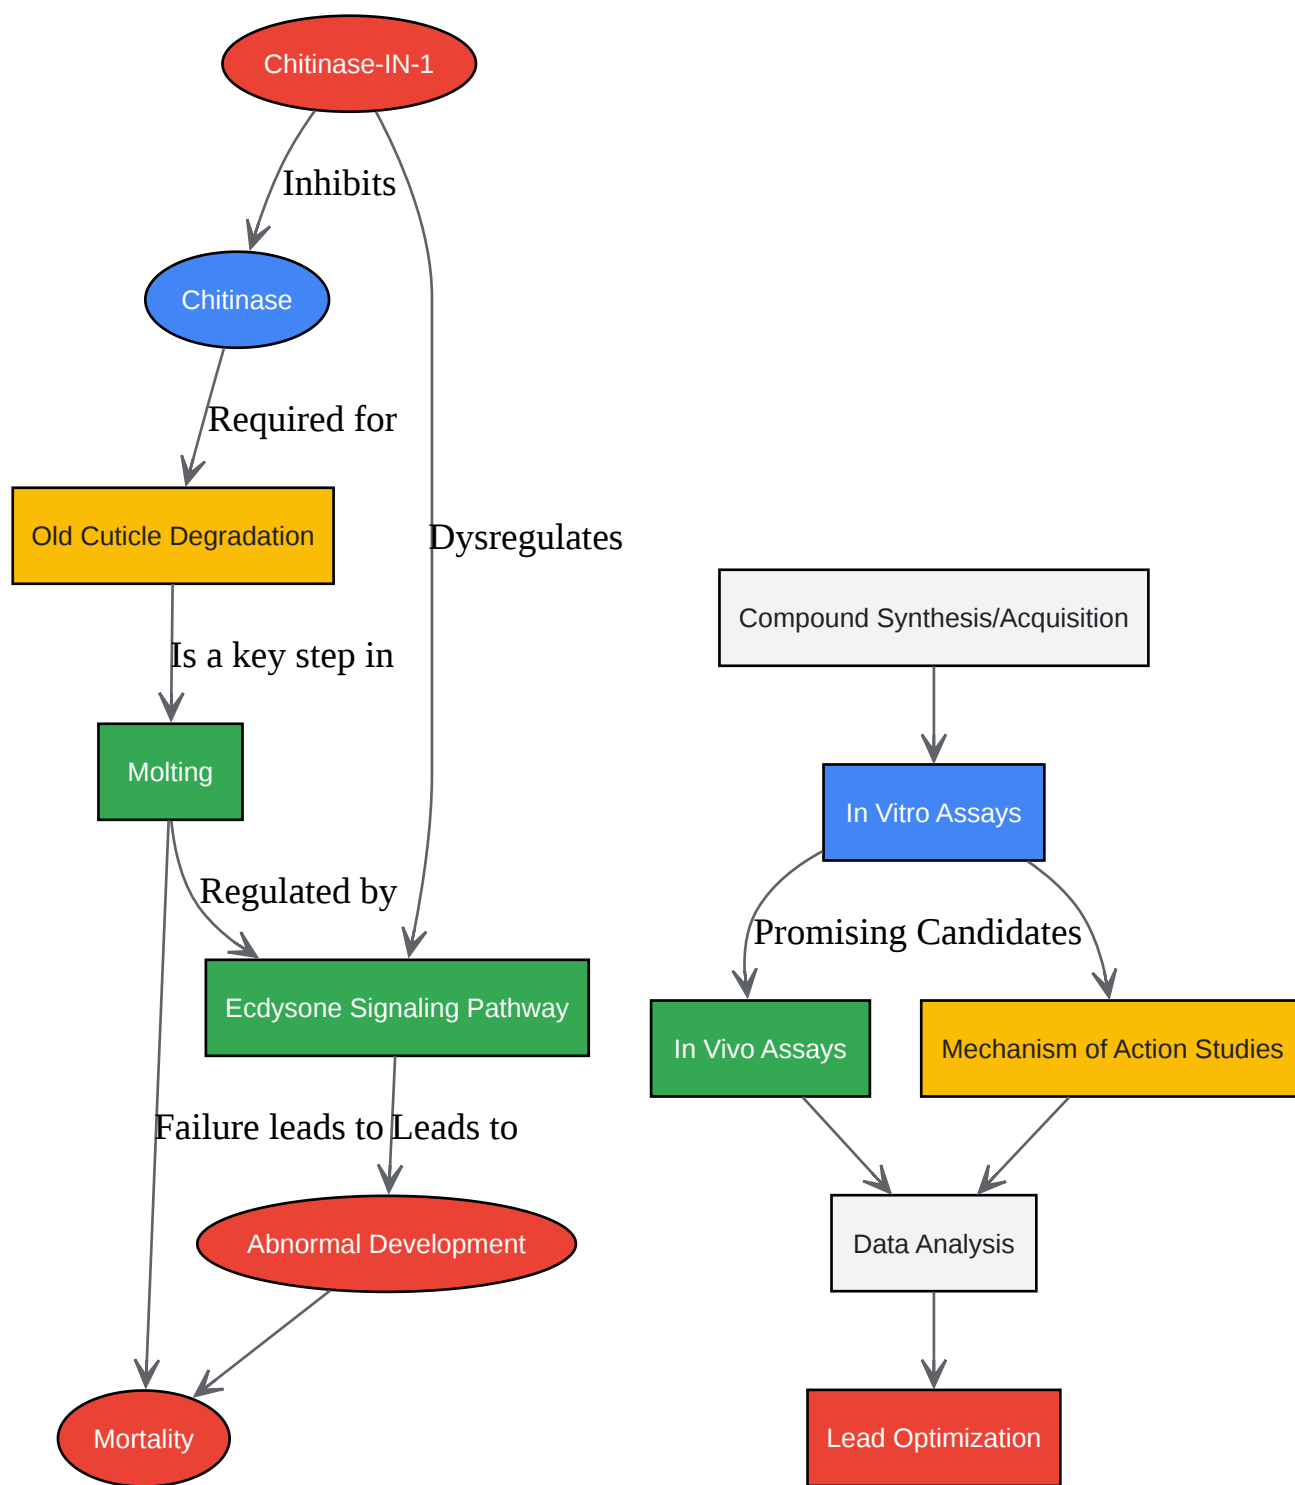 Chitinase-IN-1
Inhibits
Chitinase
Required for
Old Cuticle Degradation
Dysregulates
Is a key step in
Molting
Regulated by
Ecdysone Signaling Pathway
Failure leads to
Leads to
Abnormal Development
Mortality
Compound Synthesis/Acquisition
In Vitro Assays
Promising Candidates
In Vivo Assays
Mechanism of Action Studies
Data Analysis
Lead Optimization